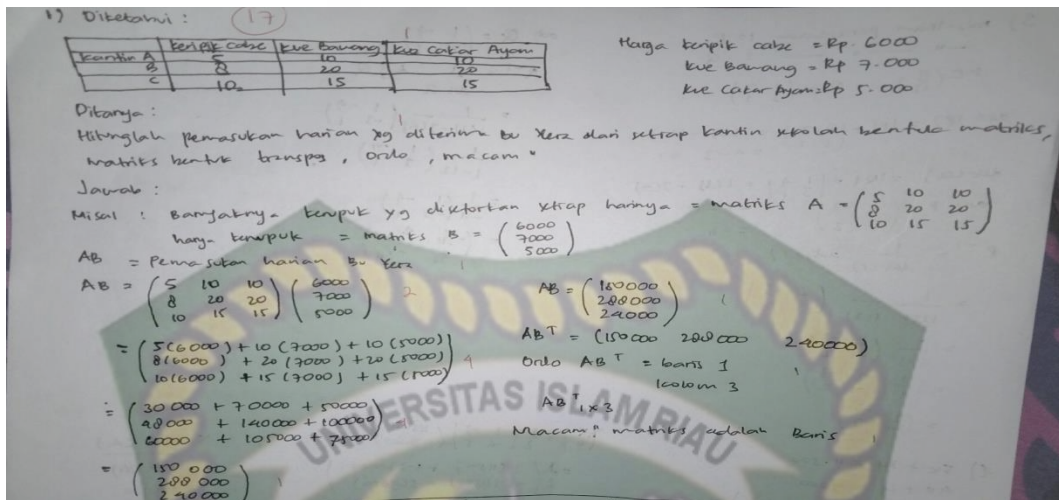 1) Diketahui : 17
keripik cabe kue Bawang kue Cakar Ayam
Kantin A 5 10 10
B 8 20 20
C 10 15 15
Harga keripik cabe = Rp. 6000
kue Bawang = Rp 7.000
kue Cakar Ayam = Rp 5.000
Ditanya :
Hitunglah pemasukan harian yg diterima Bu Yera dari setiap kantin sekolah bentuk matriks,
matriks bentuk transpos, ordo, macam"
Jawab :
Misal : Banyaknya kerupuk yg disetorkan setiap harinya = matriks A = (5 10 10
8 20 20
10 15 15)
harga kerupuk = matriks B = (6000
7000
5000)
AB = Pemasukan harian Bu Yera
AB = (5 10 10
8 20 20
10 15 15) (6000
7000
5000) 2
= (5(6000) + 10(7000) + 10(5000)
8(6000 + 20(7000) + 20(5000)
10(6000) + 15(7000) + 15(5000)) 4
= (30 000 + 70000 + 50000
48000 + 140000 + 100000
60000 + 105000 + 75000)
= (150 000
288 000
240 000)
AB = (150000
288000
24000)
AB^T = (150000 288000 240000)
Ordo AB^T = baris 1
kolom 3
AB^T 1x3
Macam" matriks adalah Baris
UNIVERSITAS ISLAM RIAU